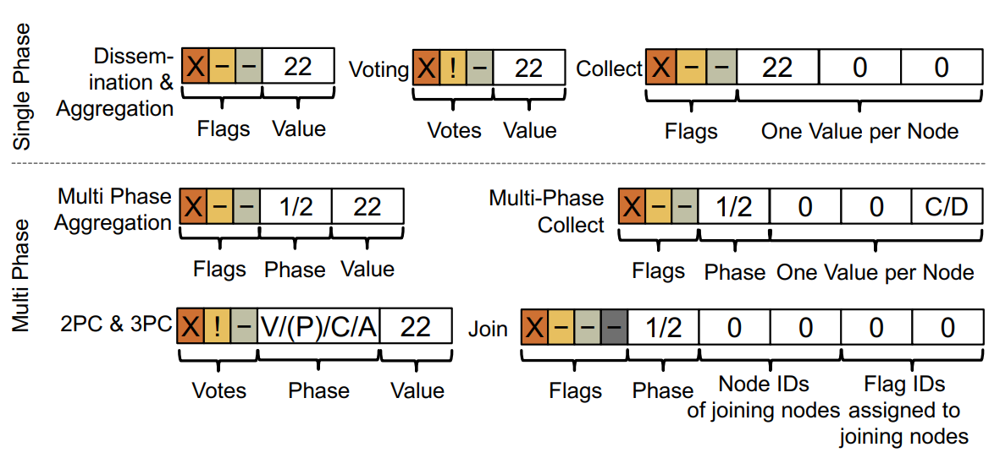 Single Phase
Dissem-
ination &
Aggregation
X – – 22
Flags Value
Voting
X ! – 22
Votes Value
Collect
X – – 22 0 0
Flags One Value per Node
Multi Phase
Multi Phase
Aggregation
X – – 1/2 22
Flags Phase Value
Multi-Phase
Collect
X – – 1/2 0 0 C/D
Flags Phase One Value per Node
2PC & 3PC
X ! – V/(P)/C/A 22
Votes Phase Value
Join
X – – – 1/2 0 0 0 0
Flags Phase
Node IDs
of joining nodes
Flag IDs
assigned to
joining nodes